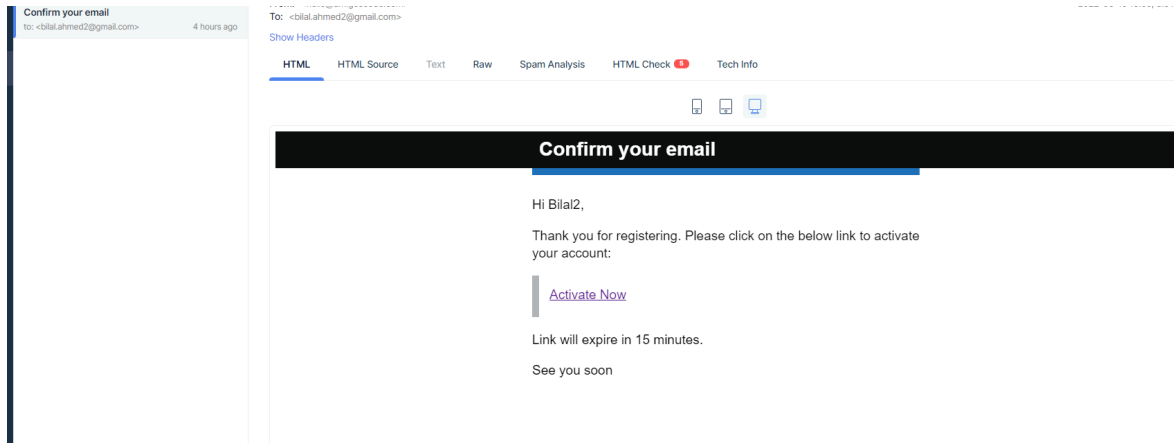 Confirm your email
to: <bilal.ahmed2@gmail.com> 4 hours ago
To: <bilal.ahmed2@gmail.com>
Show Headers
HTML HTML Source Text Raw Spam Analysis HTML Check 5 Tech Info
Confirm your email
Hi Bilal2,
Thank you for registering. Please click on the below link to activate
your account:
Activate Now
Link will expire in 15 minutes.
See you soon